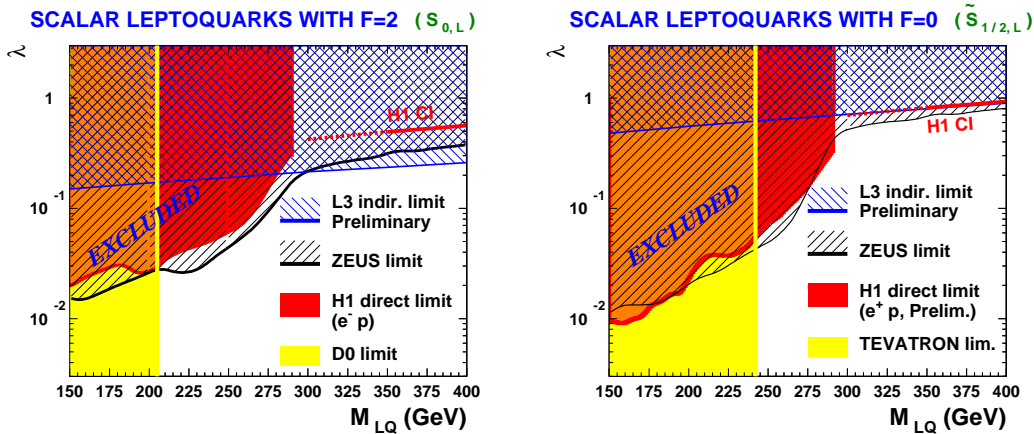 SCALAR LEPTOQUARKS WITH F=2 (S0, L)
λ
1
10-1
10-2
H1 CI
EXCLUDED
L3 indir. limit
Preliminary
ZEUS limit
H1 direct limit
(e- p)
D0 limit
150 175 200 225 250 275 300 325 350 375 400
MLQ (GeV)
SCALAR LEPTOQUARKS WITH F=0 (S̃1/2, L)
λ
1
10-1
10-2
H1 CI
EXCLUDED
L3 indir. limit
Preliminary
ZEUS limit
H1 direct limit
(e+ p, Prelim.)
TEVATRON lim.
150 175 200 225 250 275 300 325 350 375 400
MLQ (GeV)